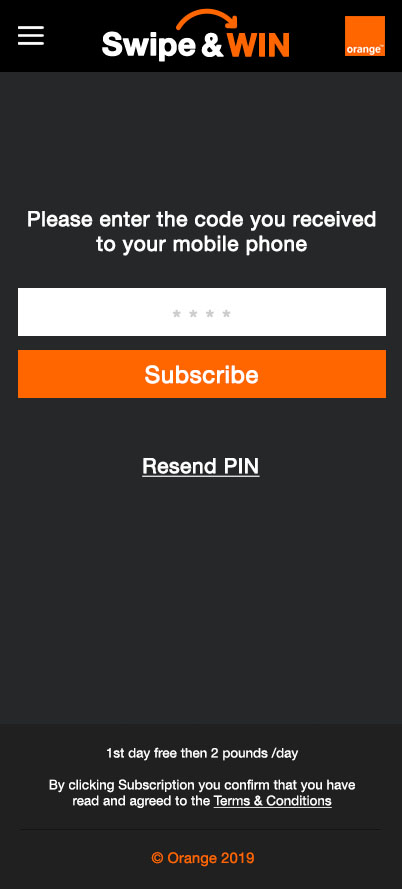 Swipe & WIN
orange™
Please enter the code you received
to your mobile phone
* * * *
Subscribe
Resend PIN
1st day free then 2 pounds /day
By clicking Subscription you confirm that you have
read and agreed to the Terms & Conditions
© Orange 2019